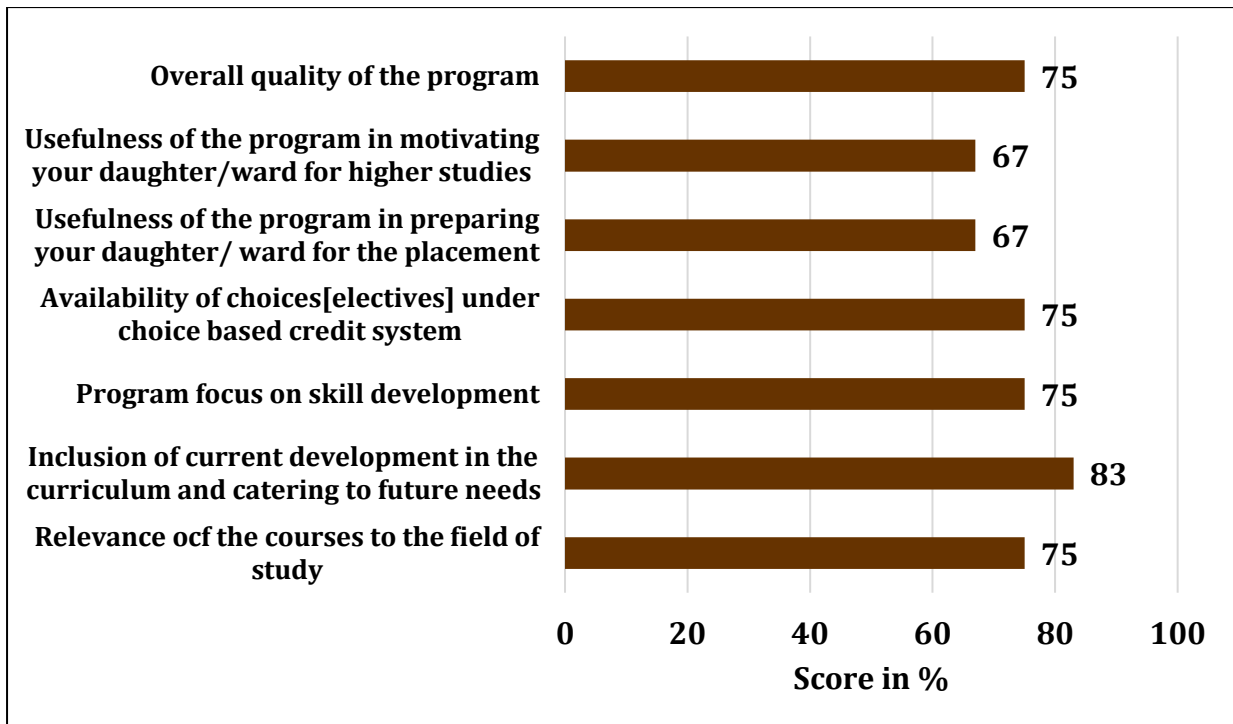 Overall quality of the program
75
Usefulness of the program in motivating
your daughter/ward for higher studies
67
Usefulness of the program in preparing
your daughter/ ward for the placement
67
Availability of choices[electives] under
choice based credit system
75
Program focus on skill development
75
Inclusion of current development in the
curriculum and catering to future needs
83
Relevance ocf the courses to the field of
study
75
0 20 40 60 80 100
Score in %